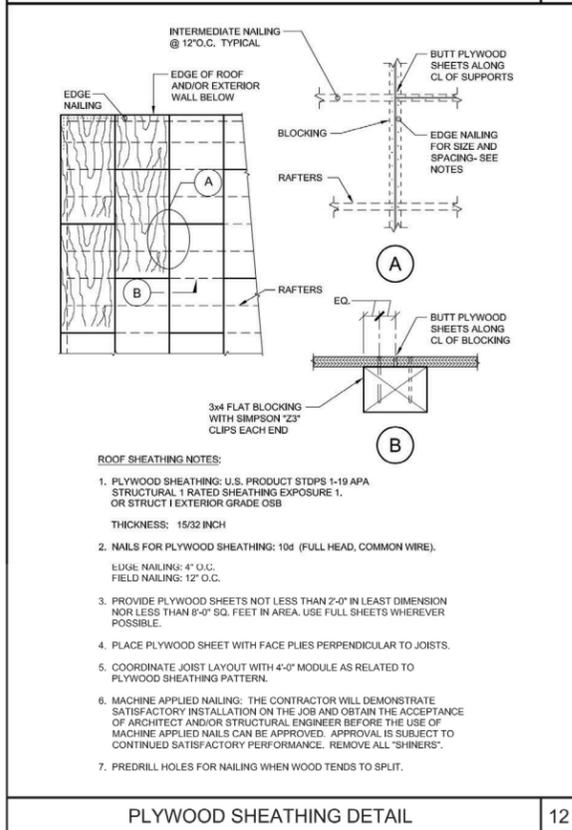 INTERMEDIATE NAILING
@ 12"O.C. TYPICAL
EDGE OF ROOF
AND/OR EXTERIOR
WALL BELOW
EDGE
NAILING
A
B
RAFTERS
BUTT PLYWOOD
SHEETS ALONG
CL OF SUPPORTS
BLOCKING
EDGE NAILING
FOR SIZE AND
SPACING- SEE
NOTES
RAFTERS
A
EQ.
BUTT PLYWOOD
SHEETS ALONG
CL OF BLOCKING
3x4 FLAT BLOCKING
WITH SIMPSON "Z3"
CLIPS EACH END
B
ROOF SHEATHING NOTES:
1. PLYWOOD SHEATHING: U.S. PRODUCT STDPS 1-19 APA
STRUCTURAL 1 RATED SHEATHING EXPOSURE 1.
OR STRUCT I EXTERIOR GRADE OSB
THICKNESS: 15/32 INCH
2. NAILS FOR PLYWOOD SHEATHING: 10d (FULL HEAD, COMMON WIRE).
EDGE NAILING: 4" O.C.
FIELD NAILING: 12" O.C.
3. PROVIDE PLYWOOD SHEETS NOT LESS THAN 2'-0" IN LEAST DIMENSION
NOR LESS THAN 8'-0" SQ. FEET IN AREA. USE FULL SHEETS WHEREVER
POSSIBLE.
4. PLACE PLYWOOD SHEET WITH FACE PLIES PERPENDICULAR TO JOISTS.
5. COORDINATE JOIST LAYOUT WITH 4'-0" MODULE AS RELATED TO
PLYWOOD SHEATHING PATTERN.
6. MACHINE APPLIED NAILING: THE CONTRACTOR WILL DEMONSTRATE
SATISFACTORY INSTALLATION ON THE JOB AND OBTAIN THE ACCEPTANCE
OF ARCHITECT AND/OR STRUCTURAL ENGINEER BEFORE THE USE OF
MACHINE APPLIED NAILS CAN BE APPROVED. APPROVAL IS SUBJECT TO
CONTINUED SATISFACTORY PERFORMANCE. REMOVE ALL "SHINERS".
7. PREDRILL HOLES FOR NAILING WHEN WOOD TENDS TO SPLIT.
PLYWOOD SHEATHING DETAIL
12